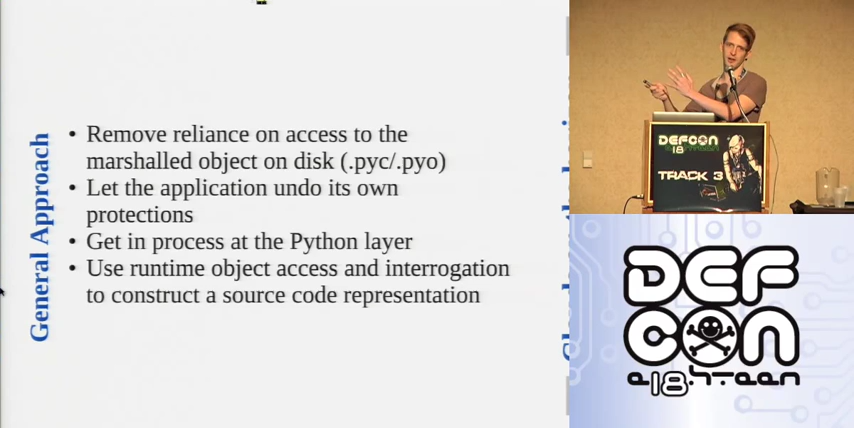 General Approach
• Remove reliance on access to the
marshalled object on disk (.pyc/.pyo)
• Let the application undo its own
protections
• Get in process at the Python layer
• Use runtime object access and interrogation
to construct a source code representation
DEFCON
18
TRACK 3
DEF
CON
e18h-teen